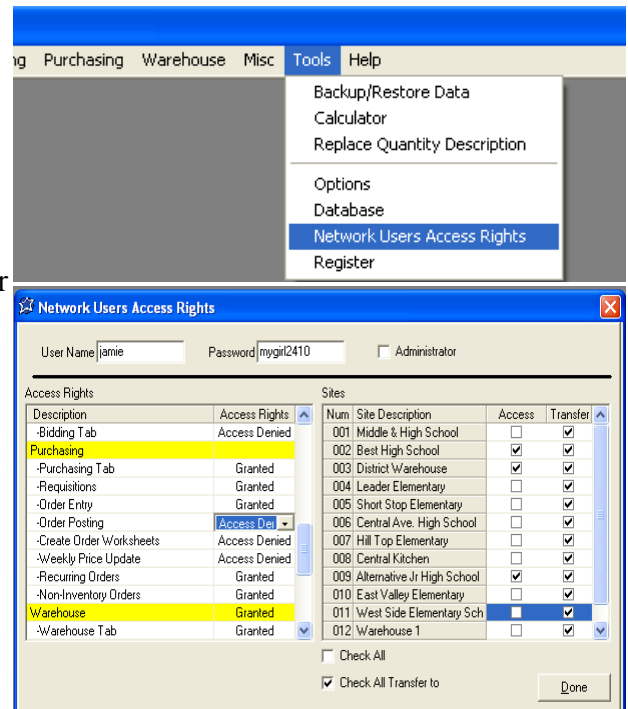 ng Purchasing Warehouse Misc Tools Help
Backup/Restore Data
Calculator
Replace Quantity Description
Options
Database
Network Users Access Rights
Register
r
Network Users Access Rights
User Name jamie Password mygirl2410 Administrator
Access Rights
Description Access Rights
-Bidding Tab Access Denied
Purchasing
-Purchasing Tab Granted
-Requisitions Granted
-Order Entry Granted
-Order Posting Access Der
-Create Order Worksheets Access Denied
-Weekly Price Update Access Denied
-Recurring Orders Granted
-Non-Inventory Orders Granted
Warehouse Granted
-Warehouse Tab Granted
Sites
Num Site Description Access Transfer
001 Middle & High School
002 Best High School
003 District Warehouse
004 Leader Elementary
005 Short Stop Elementary
006 Central Ave. High School
007 Hill Top Elementary
008 Central Kitchen
009 Alternative Jr High School
010 East Valley Elementary
011 West Side Elementary Sch
012 Warehouse 1
Check All
Check All Transfer to
Done